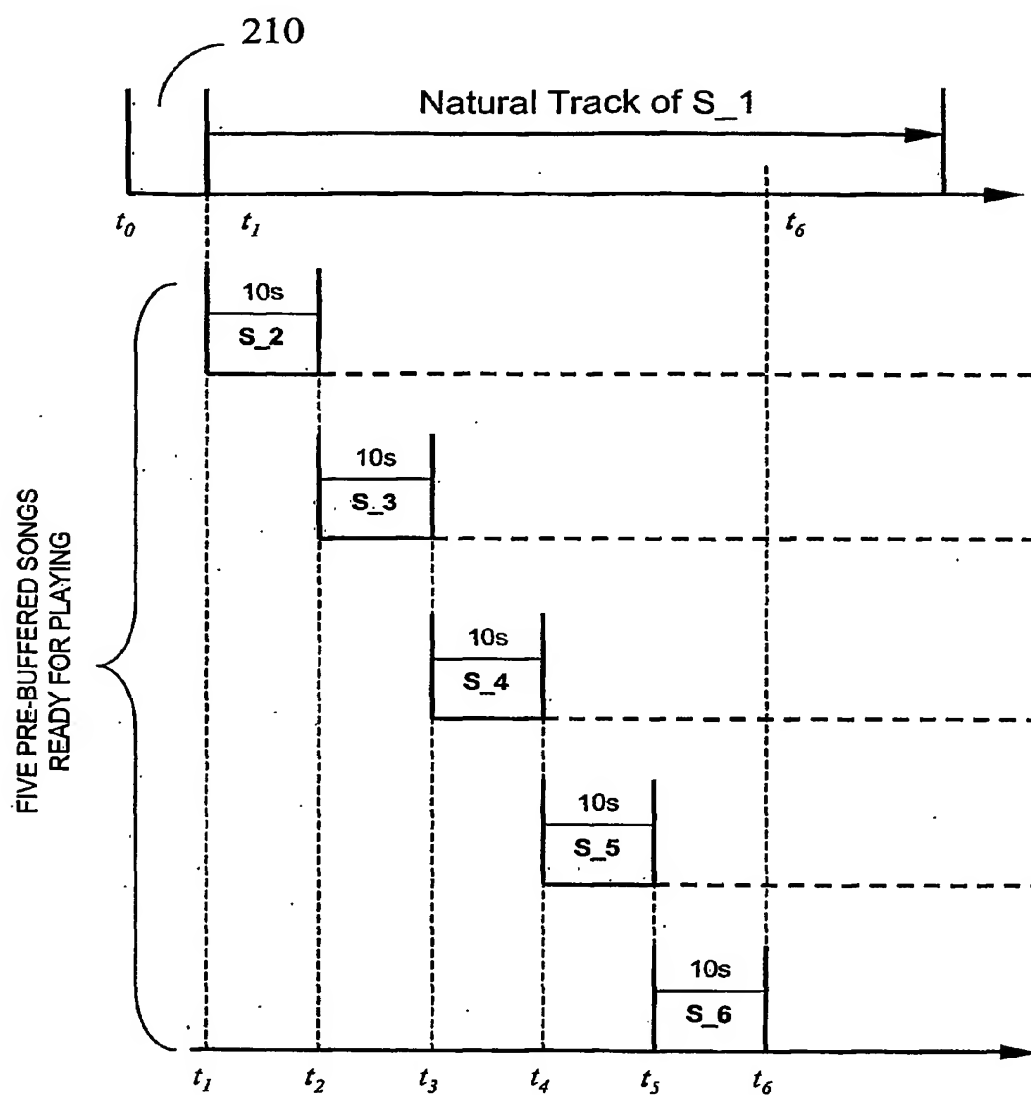 210
Natural Track of S_1
t0 t1 t6
10s
S_2
10s
S_3
10s
S_4
10s
S_5
10s
S_6
FIVE PRE-BUFFERED SONGS
READY FOR PLAYING
t1 t2 t3 t4 t5 t6